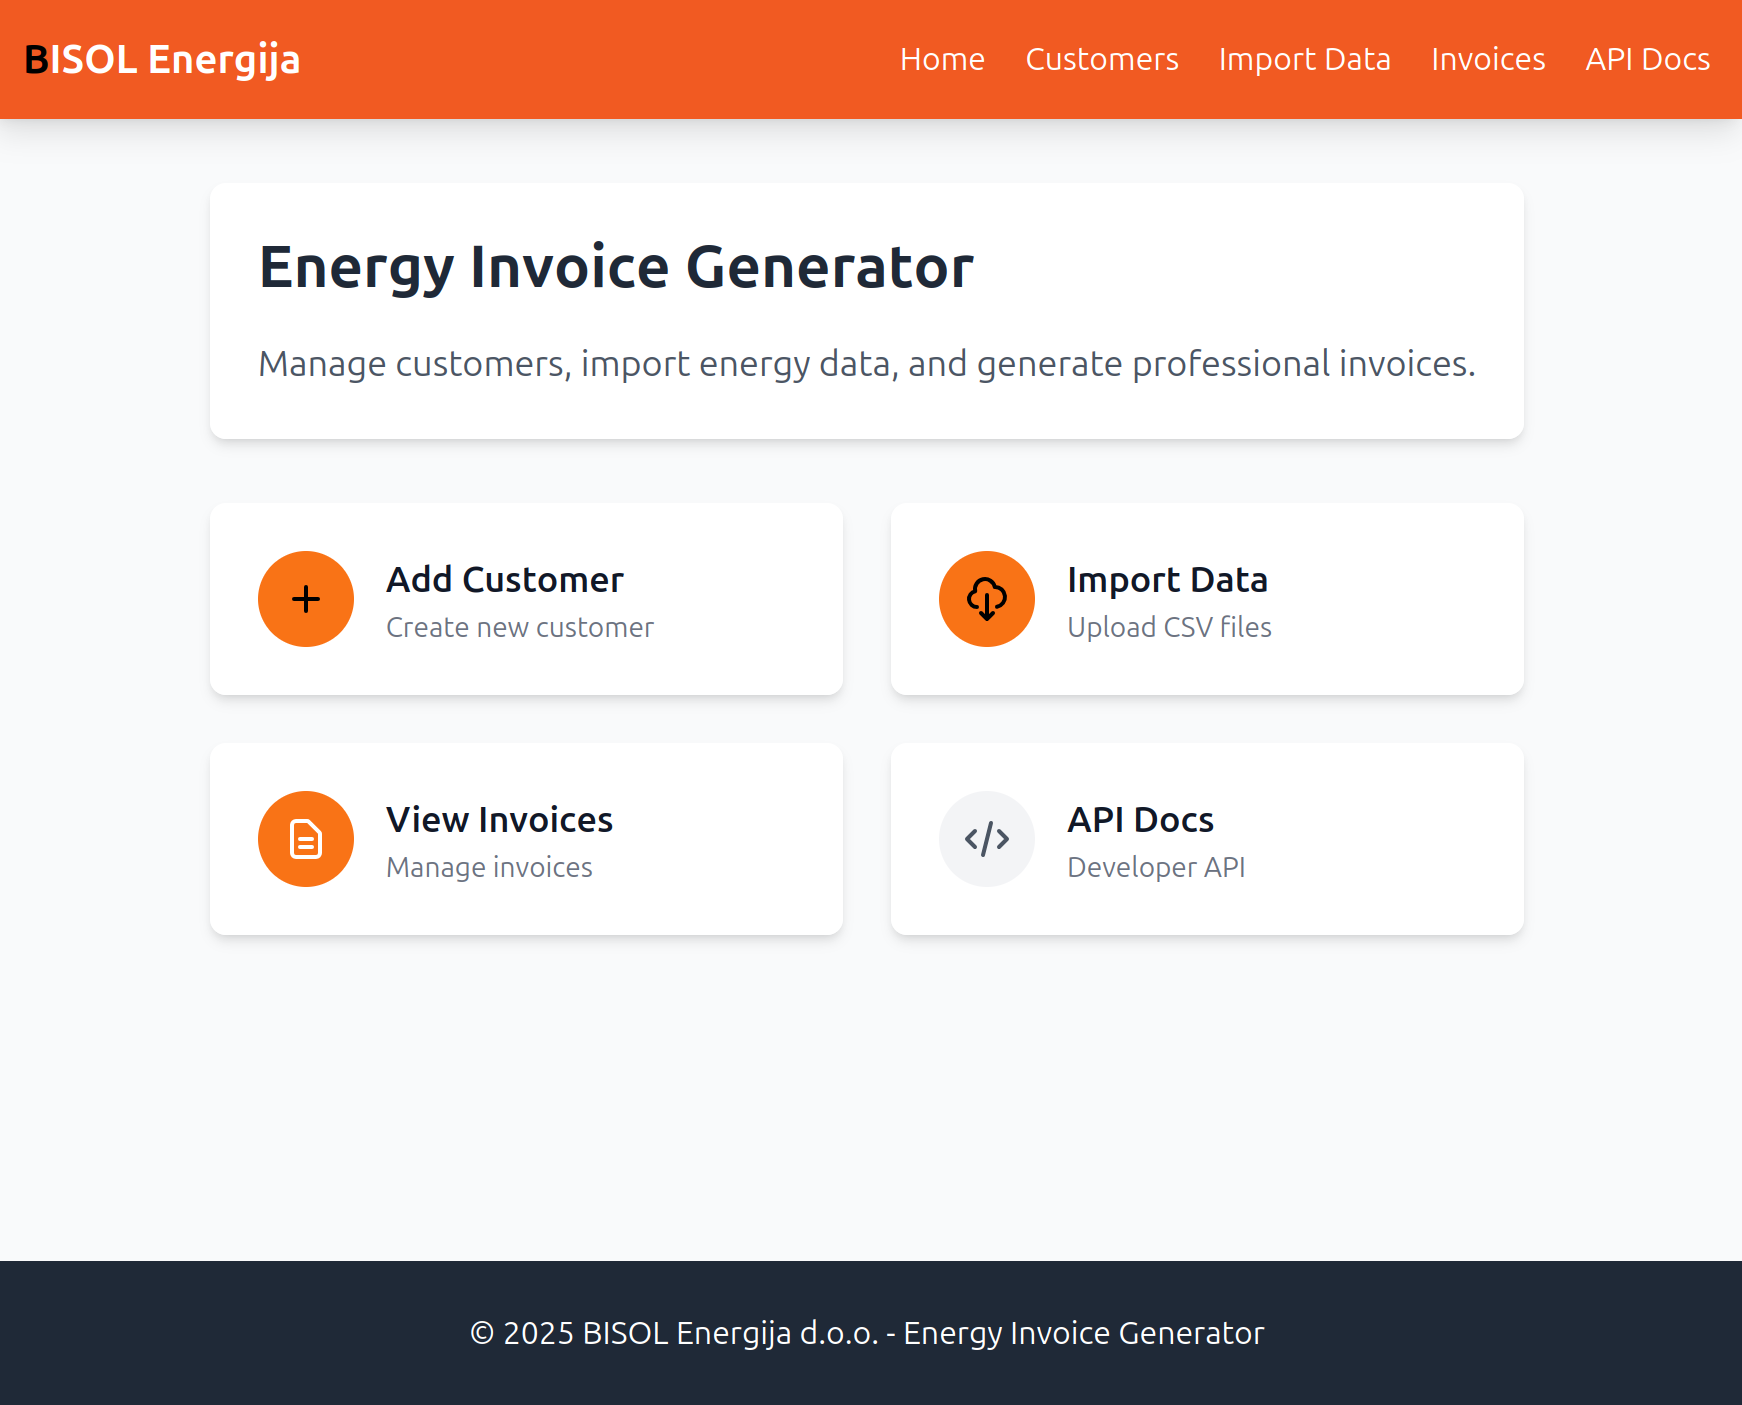 BISOL Energija
Home Customers Import Data Invoices API Docs
Energy Invoice Generator
Manage customers, import energy data, and generate professional invoices.
Add Customer
Create new customer
Import Data
Upload CSV files
View Invoices
Manage invoices
API Docs
Developer API
© 2025 BISOL Energija d.o.o. - Energy Invoice Generator